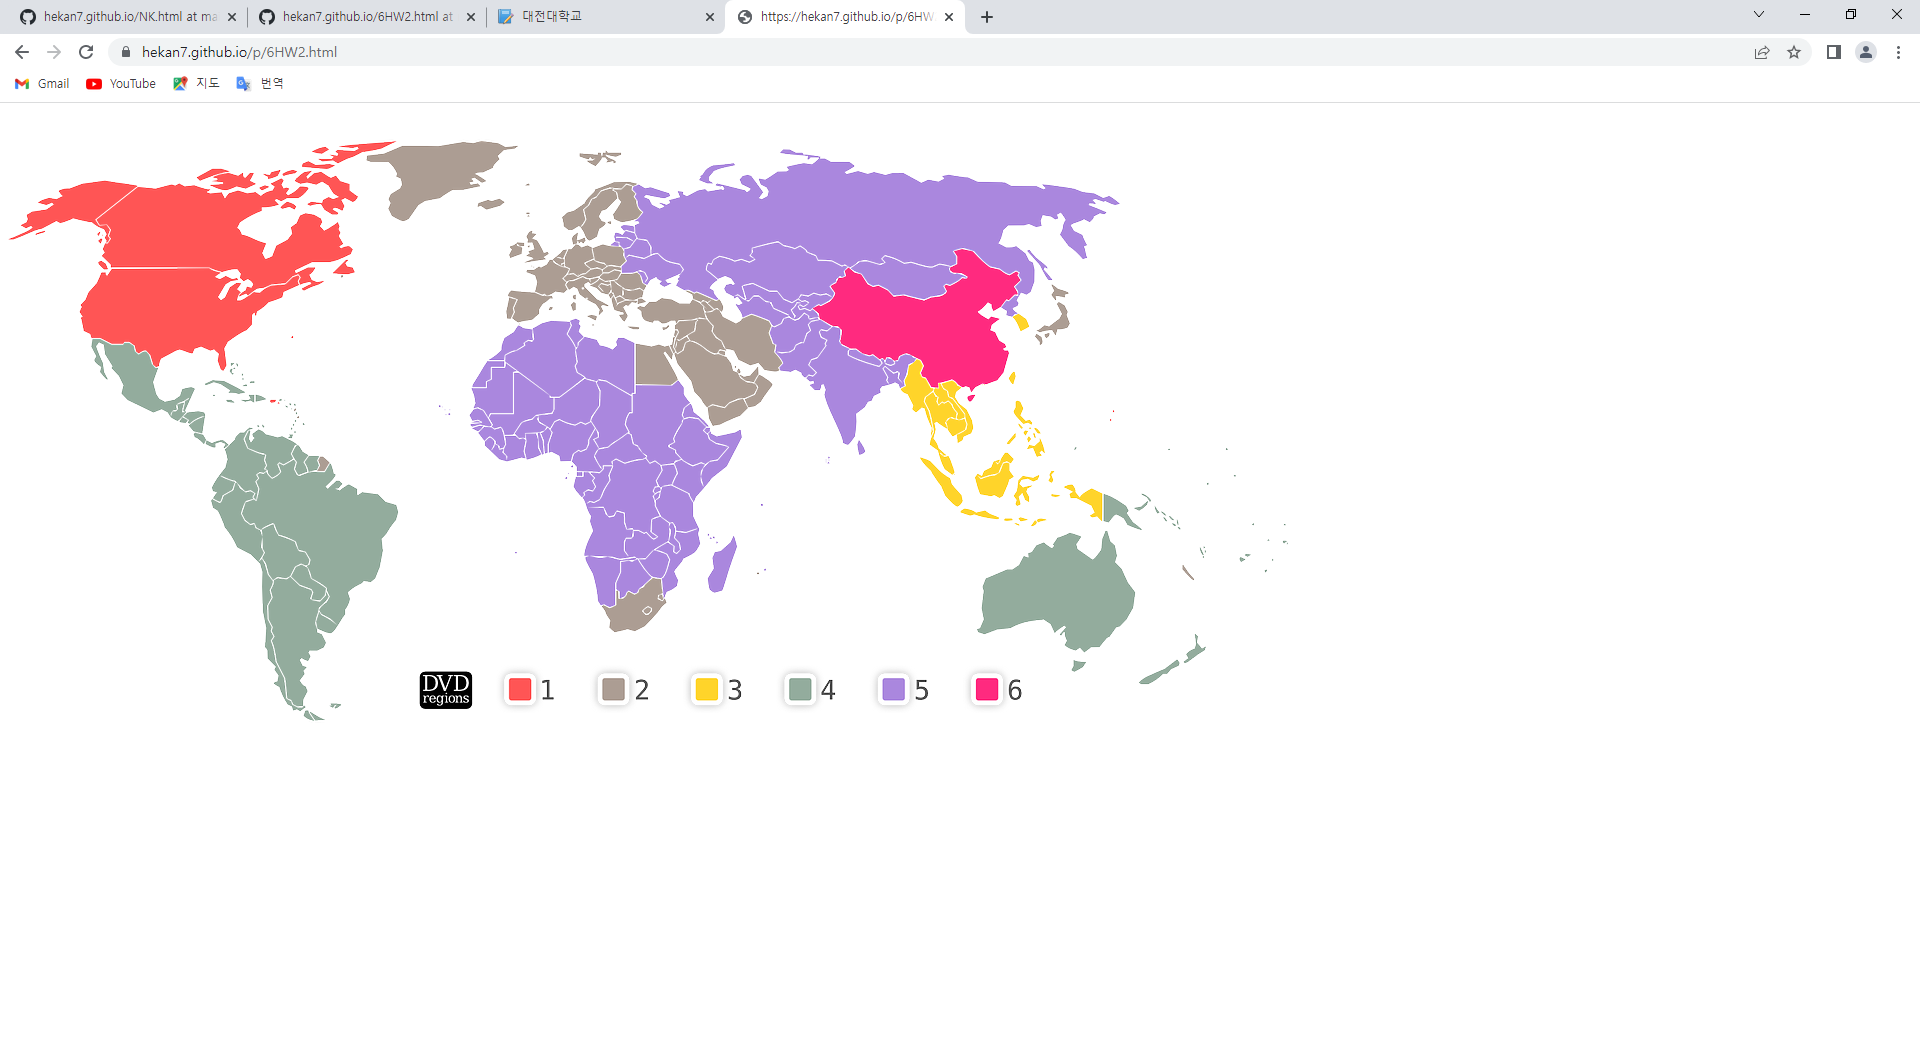 hekan7.github.io/NK.html at ma
hekan7.github.io/6HW2.html at
대전대학교
https://hekan7.github.io/p/6HW
hekan7.github.io/p/6HW2.html
Gmail
YouTube
지도
번역
DVD
regions
1
2
3
4
5
6